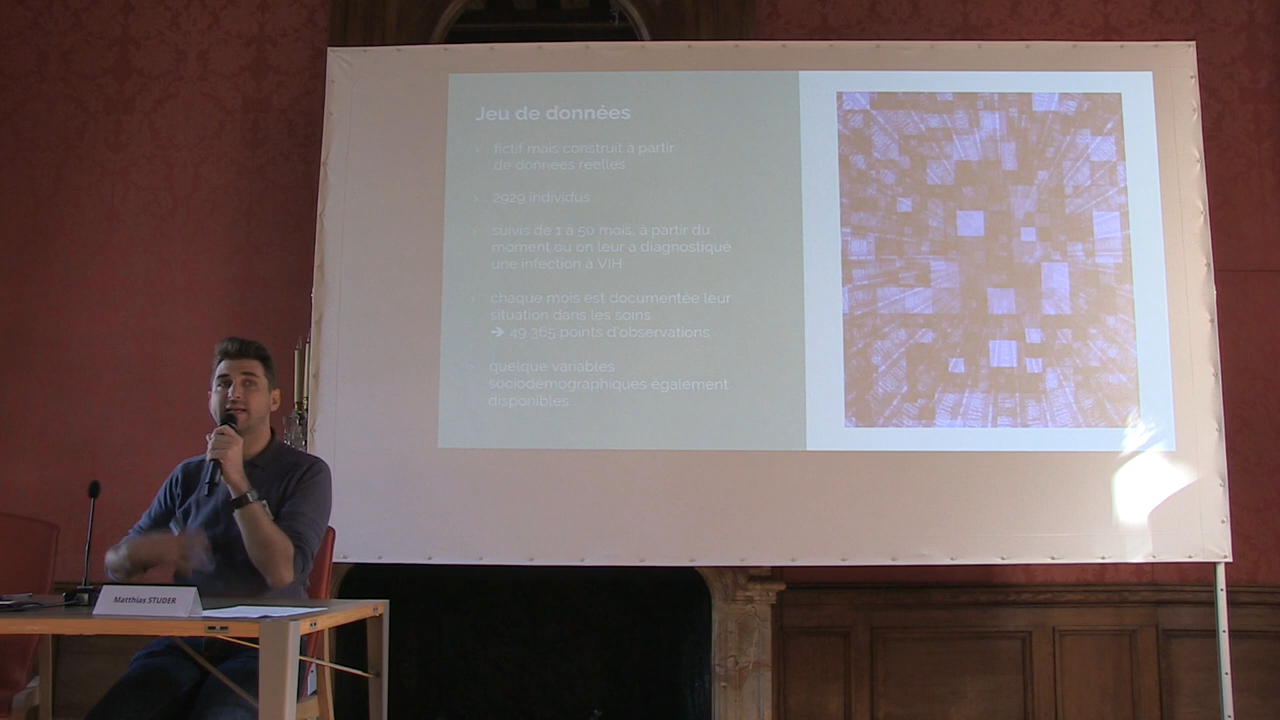 Jeu de données
fictif mais construit à partir
de données réelles
2929 individus
suivis de 1 à 50 mois, à partir du
moment ou on leur a diagnostiqué
une infection à VIH
chaque mois est documentée leur
situation dans les soins
➔ 49 365 points d'observations
quelque variables
sociodémographiques également
disponibles...
Matthias STUDER